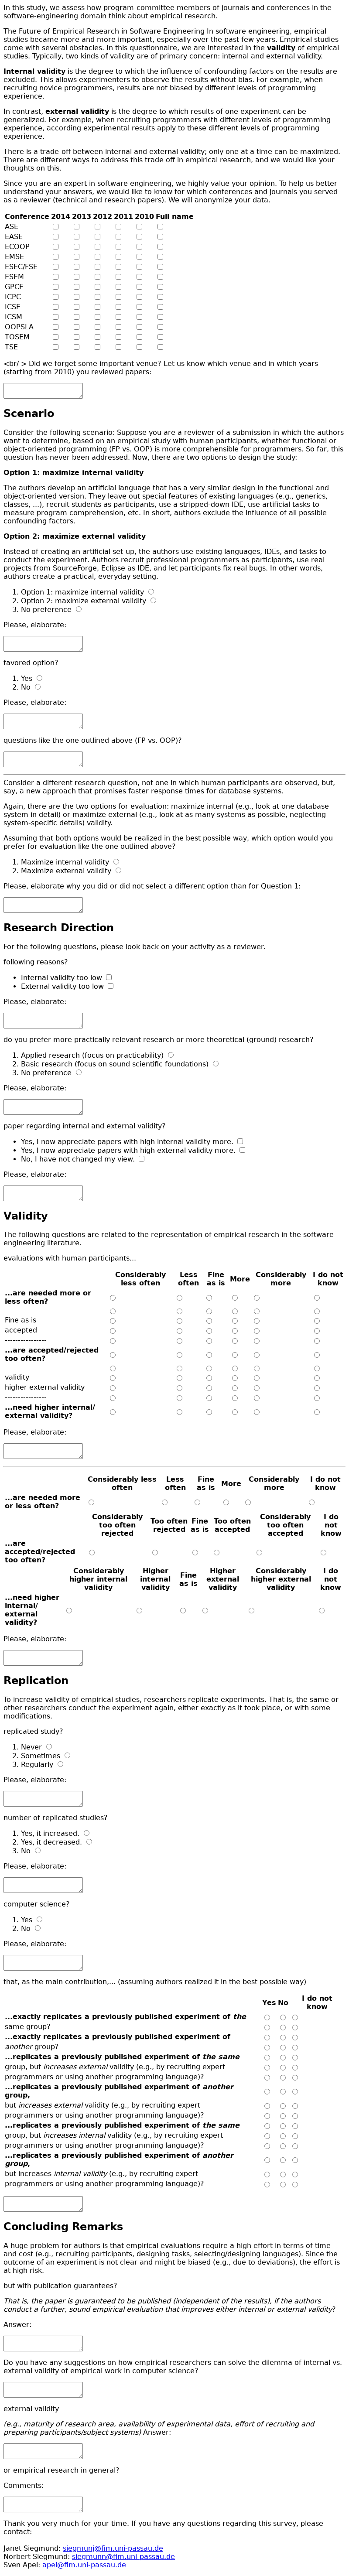 In this study, we assess how program-committee members of journals and conferences in the
software-engineering domain think about empirical research.
The Future of Empirical Research in Software Engineering In software engineering, empirical
studies become more and more important, especially over the past few years. Empirical studies
come with several obstacles. In this questionnaire, we are interested in the validity of empirical
studies. Typically, two kinds of validity are of primary concern: internal and external validity.
Internal validity is the degree to which the influence of confounding factors on the results are
excluded. This allows experimenters to observe the results without bias. For example, when
recruiting novice programmers, results are not biased by different levels of programming
experience.
In contrast, external validity is the degree to which results of one experiment can be
generalized. For example, when recruiting programmers with different levels of programming
experience, according experimental results apply to these different levels of programming
experience.
There is a trade-off between internal and external validity; only one at a time can be maximized.
There are different ways to address this trade off in empirical research, and we would like your
thoughts on this.
Since you are an expert in software engineering, we highly value your opinion. To help us better
understand your answers, we would like to know for which conferences and journals you served
as a reviewer (technical and research papers). We will anonymize your data.
Conference 2014 2013 2012 2011 2010 Full name
ASE
EASE
ECOOP
EMSE
ESEC/FSE
ESEM
GPCE
ICPC
ICSE
ICSM
OOPSLA
TOSEM
TSE
<br/ > Did we forget some important venue? Let us know which venue and in which years
(starting from 2010) you reviewed papers:
Scenario
Consider the following scenario: Suppose you are a reviewer of a submission in which the authors
want to determine, based on an empirical study with human participants, whether functional or
object-oriented programming (FP vs. OOP) is more comprehensible for programmers. So far, this
question has never been addressed. Now, there are two options to design the study:
Option 1: maximize internal validity
The authors develop an artificial language that has a very similar design in the functional and
object-oriented version. They leave out special features of existing languages (e.g., generics,
classes, ...), recruit students as participants, use a stripped-down IDE, use artificial tasks to
measure program comprehension, etc. In short, authors exclude the influence of all possible
confounding factors.
Option 2: maximize external validity
Instead of creating an artificial set-up, the authors use existing languages, IDEs, and tasks to
conduct the experiment. Authors recruit professional programmers as participants, use real
projects from SourceForge, Eclipse as IDE, and let participants fix real bugs. In other words,
authors create a practical, everyday setting.
1. Option 1: maximize internal validity
2. Option 2: maximize external validity
3. No preference
Please, elaborate:
favored option?
1. Yes
2. No
Please, elaborate:
questions like the one outlined above (FP vs. OOP)?
Consider a different research question, not one in which human participants are observed, but,
say, a new approach that promises faster response times for database systems.
Again, there are the two options for evaluation: maximize internal (e.g., look at one database
system in detail) or maximize external (e.g., look at as many systems as possible, neglecting
system-specific details) validity.
Assuming that both options would be realized in the best possible way, which option would you
prefer for evaluation like the one outlined above?
1. Maximize internal validity
2. Maximize external validity
Please, elaborate why you did or did not select a different option than for Question 1:
Research Direction
For the following questions, please look back on your activity as a reviewer.
following reasons?
• Internal validity too low
• External validity too low
Please, elaborate:
do you prefer more practically relevant research or more theoretical (ground) research?
1. Applied research (focus on practicability)
2. Basic research (focus on sound scientific foundations)
3. No preference
Please, elaborate:
paper regarding internal and external validity?
• Yes, I now appreciate papers with high internal validity more.
• Yes, I now appreciate papers with high external validity more.
• No, I have not changed my view.
Please, elaborate:
Validity
The following questions are related to the representation of empirical research in the software-
engineering literature.
evaluations with human participants...
Considerably less often Less often Fine as is More Considerably more I do not know
...are needed more or less often?
Fine as is
accepted
----------------
...are accepted/rejected too often?
validity
higher external validity
----------------
...need higher internal/ external validity?
Please, elaborate:
Considerably less often Less often Fine as is More Considerably more I do not know
...are needed more or less often?
Considerably too often rejected Too often rejected Fine as is Too often accepted Considerably too often accepted I do not know
...are accepted/rejected too often?
Considerably higher internal validity Higher internal validity Fine as is Higher external validity Considerably higher external validity I do not know
...need higher internal/ external validity?
Please, elaborate:
Replication
To increase validity of empirical studies, researchers replicate experiments. That is, the same or
other researchers conduct the experiment again, either exactly as it took place, or with some
modifications.
replicated study?
1. Never
2. Sometimes
3. Regularly
Please, elaborate:
number of replicated studies?
1. Yes, it increased.
2. Yes, it decreased.
3. No
Please, elaborate:
computer science?
1. Yes
2. No
Please, elaborate:
that, as the main contribution,... (assuming authors realized it in the best possible way)
Yes No I do not know
...exactly replicates a previously published experiment of the
same group?
...exactly replicates a previously published experiment of
another group?
...replicates a previously published experiment of the same
group, but increases external validity (e.g., by recruiting expert
programmers or using another programming language)?
...replicates a previously published experiment of another
group,
but increases external validity (e.g., by recruiting expert
programmers or using another programming language)?
...replicates a previously published experiment of the same
group, but increases internal validity (e.g., by recruiting expert
programmers or using another programming language)?
...replicates a previously published experiment of another
group,
but increases internal validity (e.g., by recruiting expert
programmers or using another programming language)?
Concluding Remarks
A huge problem for authors is that empirical evaluations require a high effort in terms of time
and cost (e.g., recruiting participants, designing tasks, selecting/designing languages). Since the
outcome of an experiment is not clear and might be biased (e.g., due to deviations), the effort is
at high risk.
but with publication guarantees?
That is, the paper is guaranteed to be published (independent of the results), if the authors
conduct a further, sound empirical evaluation that improves either internal or external validity?
Answer:
Do you have any suggestions on how empirical researchers can solve the dilemma of internal vs.
external validity of empirical work in computer science?
external validity
(e.g., maturity of research area, availability of experimental data, effort of recruiting and
preparing participants/subject systems) Answer:
or empirical research in general?
Comments:
Thank you very much for your time. If you have any questions regarding this survey, please
contact:
Janet Siegmund: siegmunj@fim.uni-passau.de
Norbert Siegmund: siegmunn@fim.uni-passau.de
Sven Apel: apel@fim.uni-passau.de